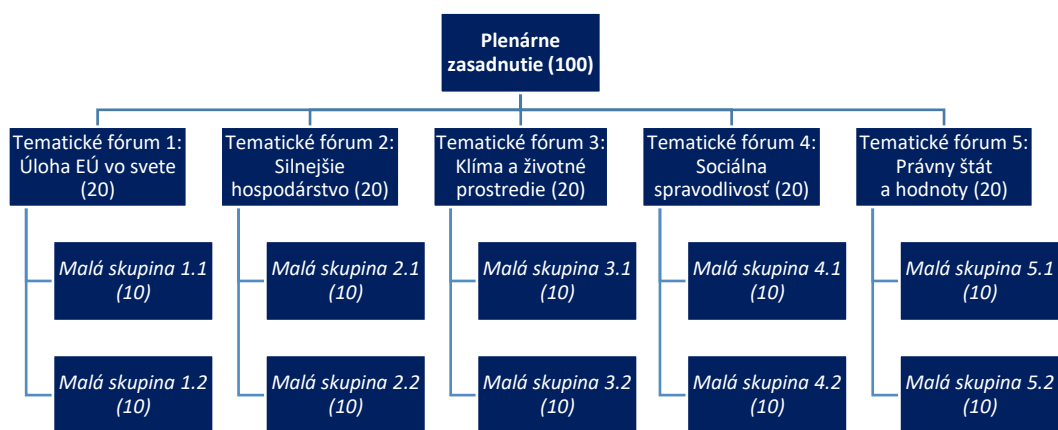 Plenárne
zasadnutie (100)
Tematické fórum 1:
Úloha EÚ vo svete
(20)
Tematické fórum 2:
Silnejšie
hospodárstvo (20)
Tematické fórum 3:
Klíma a životné
prostredie (20)
Tematické fórum 4:
Sociálna
spravodlivosť (20)
Tematické fórum 5:
Právny štát
a hodnoty (20)
Malá skupina 1.1
(10)
Malá skupina 2.1
(10)
Malá skupina 3.1
(10)
Malá skupina 4.1
(10)
Malá skupina 5.1
(10)
Malá skupina 1.2
(10)
Malá skupina 2.2
(10)
Malá skupina 3.2
(10)
Malá skupina 4.2
(10)
Malá skupina 5.2
(10)